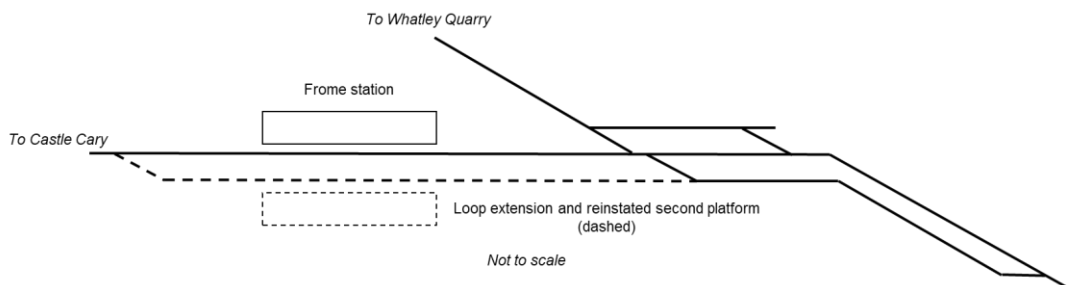 To Whatley Quarry
Frome station
To Castle Cary
Loop extension and reinstated second platform
(dashed)
Not to scale